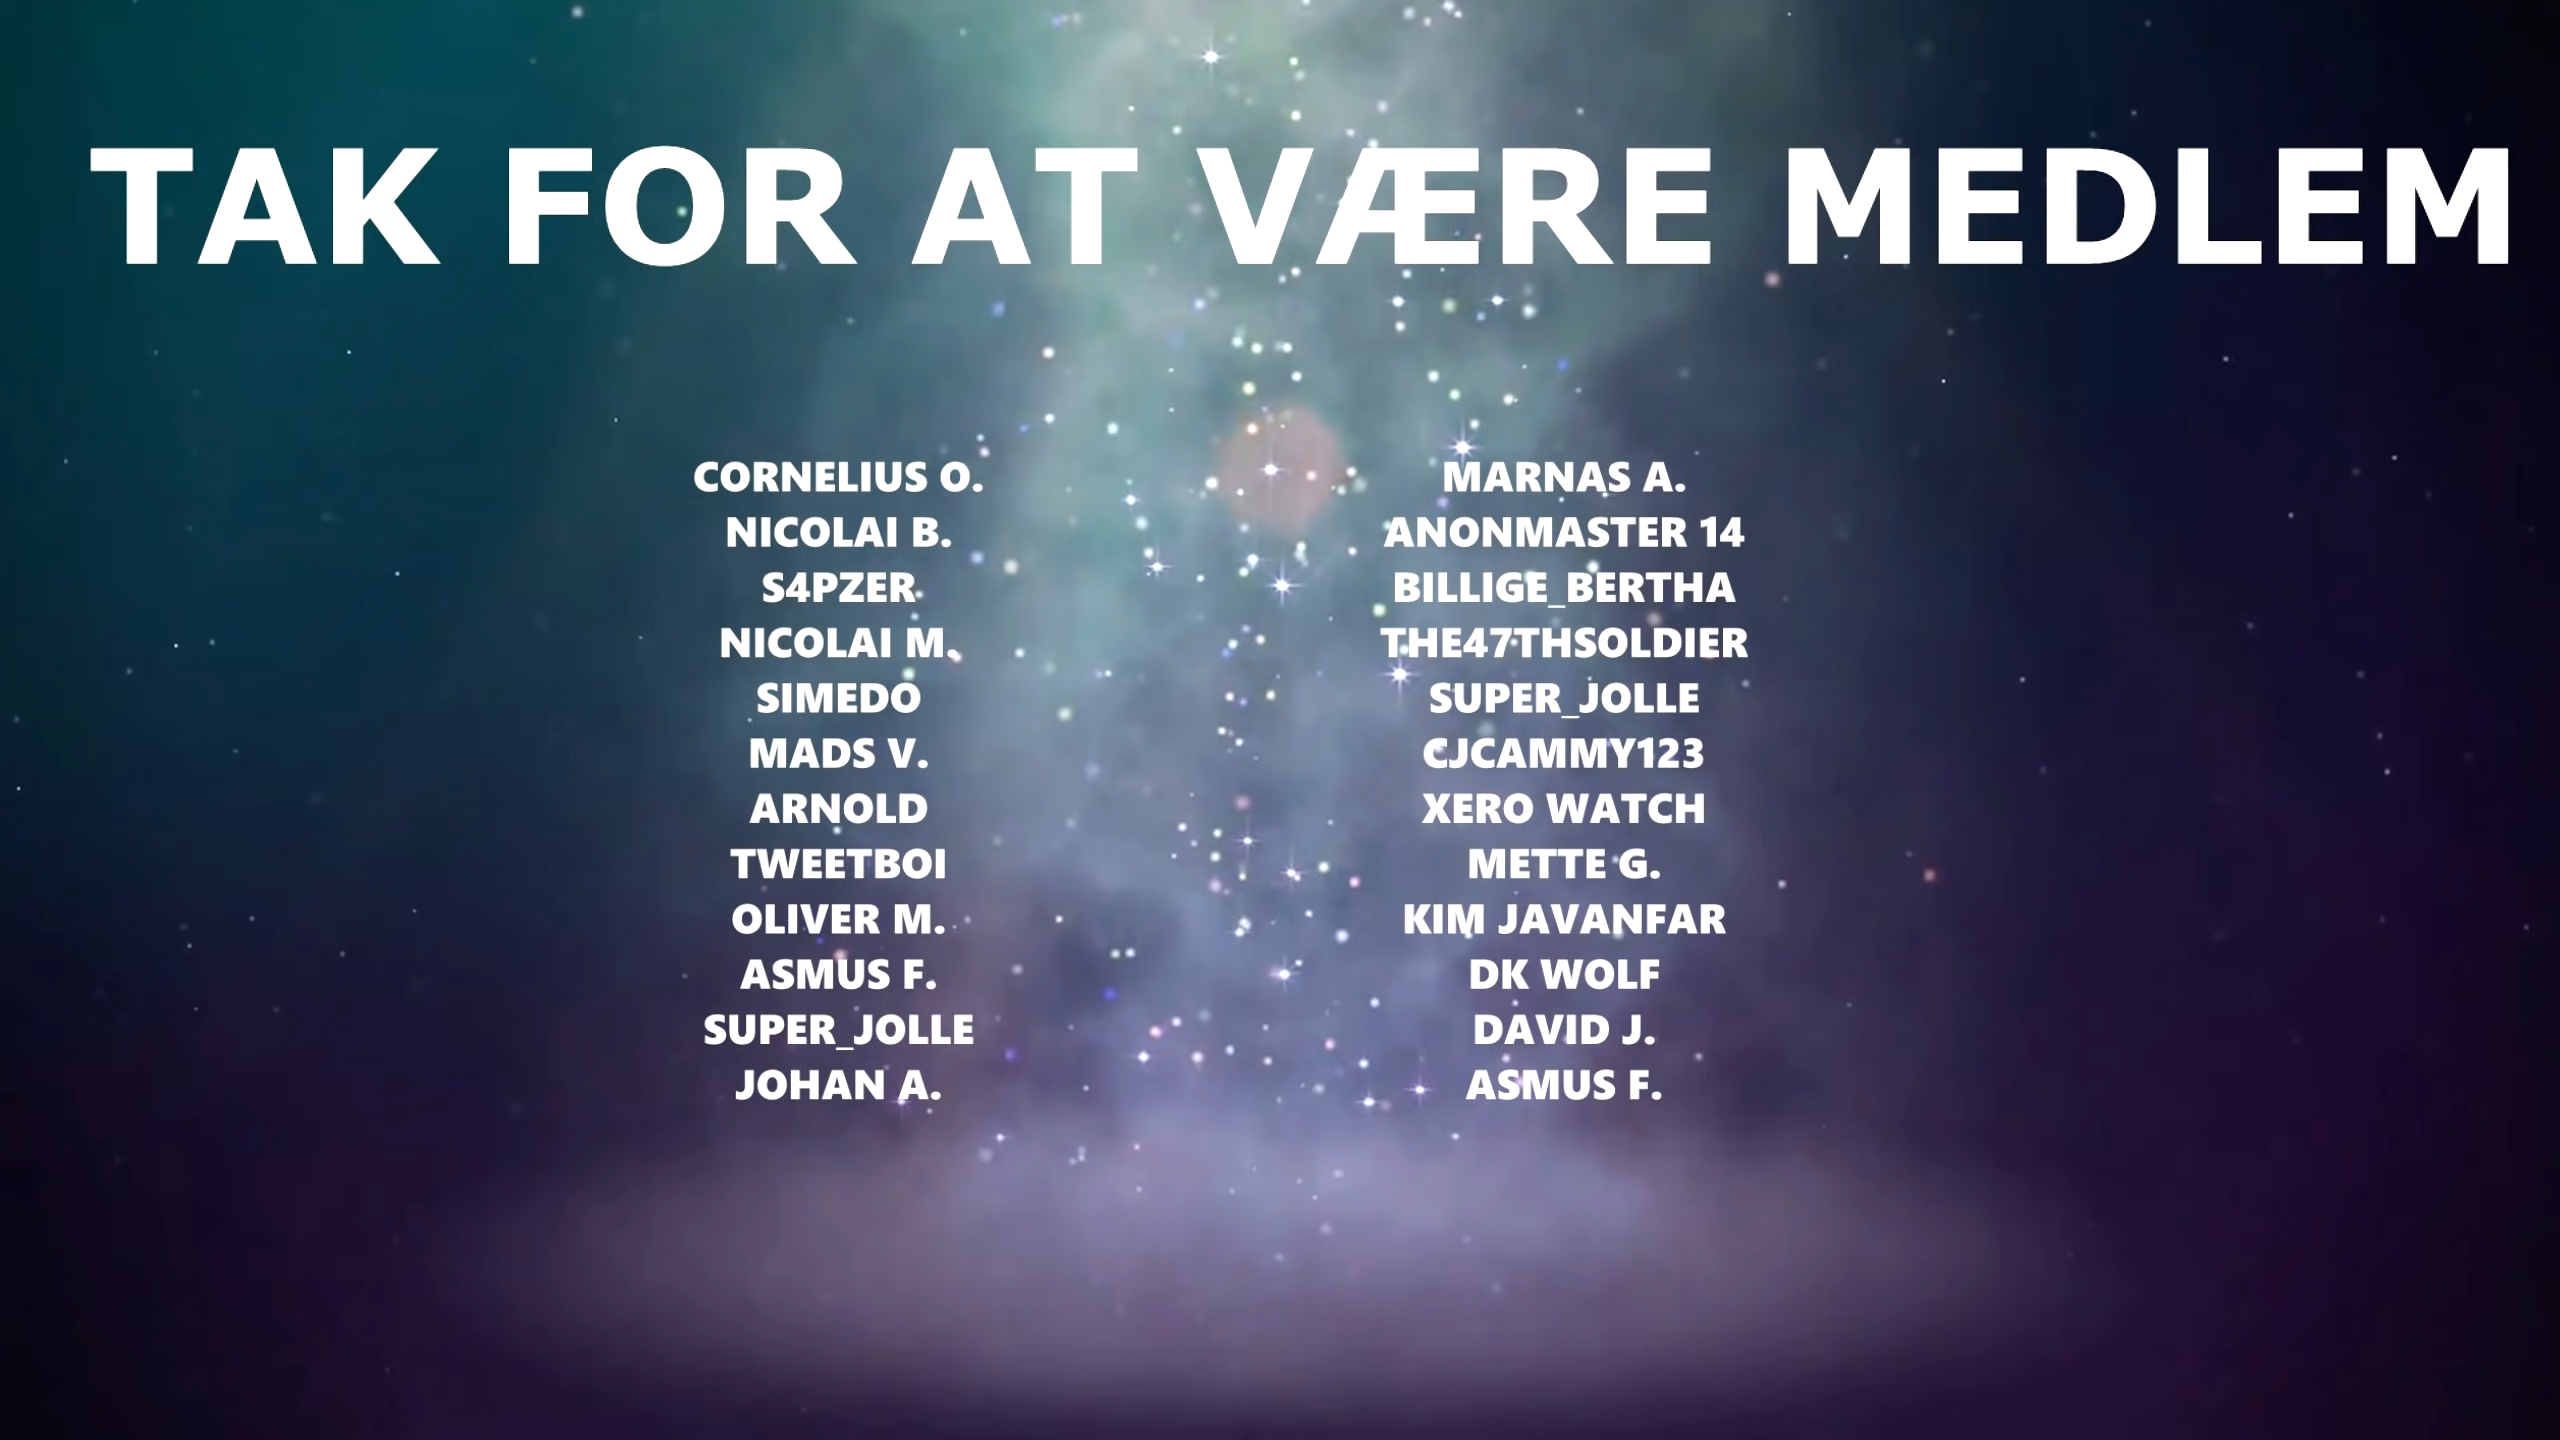 TAK FOR AT VÆRE MEDLEM
CORNELIUS O.
NICOLAI B.
S4PZER
NICOLAI M.
SIMEDO
MADS V.
ARNOLD
TWEETBOI
OLIVER M.
ASMUS F.
SUPER_JOLLE
JOHAN A.
MARNAS A.
ANONMASTER 14
BILLIGE_BERTHA
THE47THSOLDIER
SUPER_JOLLE
CJCAMMY123
XERO WATCH
METTE G.
KIM JAVANFAR
DK WOLF
DAVID J.
ASMUS F.